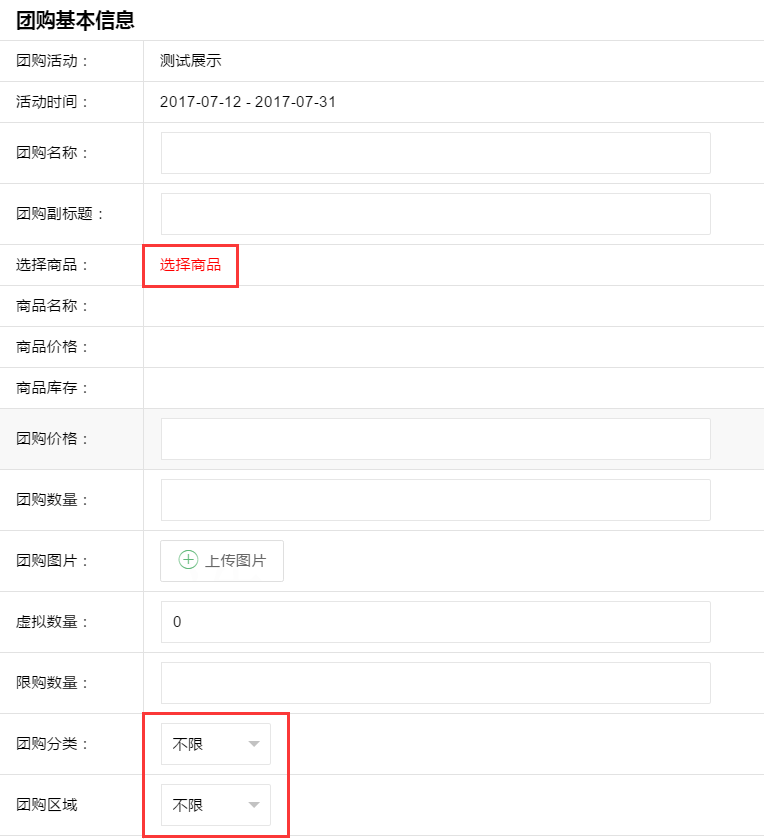 团购基本信息
团购活动： 测试展示
活动时间： 2017-07-12 - 2017-07-31
团购名称：
团购副标题：
选择商品： 选择商品
商品名称：
商品价格：
商品库存：
团购价格：
团购数量：
团购图片： 上传图片
虚拟数量： 0
限购数量：
团购分类： 不限
团购区域 不限